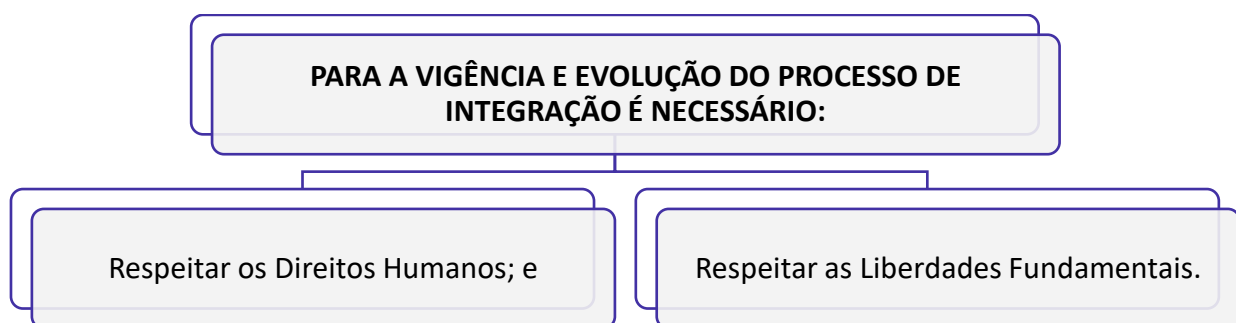 PARA A VIGÊNCIA E EVOLUÇÃO DO PROCESSO DE
INTEGRAÇÃO É NECESSÁRIO:
Respeitar os Direitos Humanos; e
Respeitar as Liberdades Fundamentais.